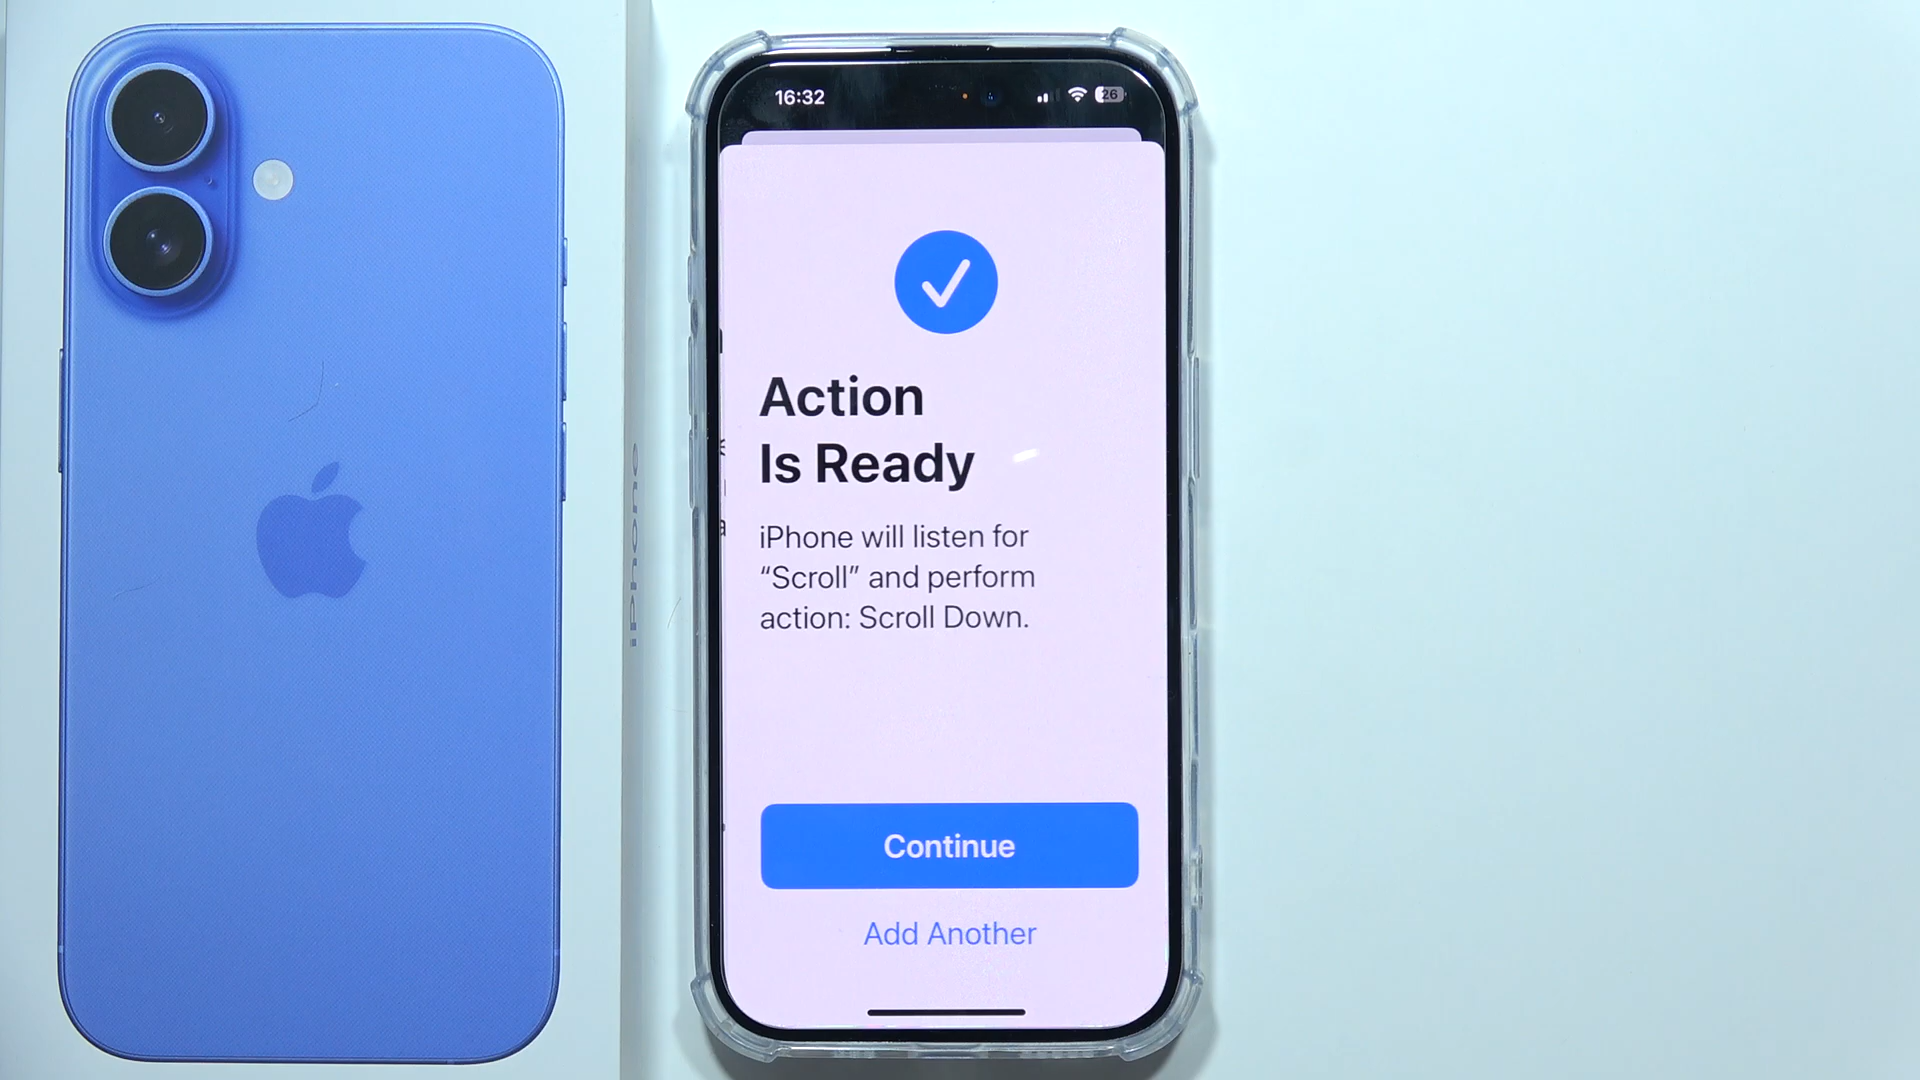 iPhone
16:32
26
Action
Is Ready
iPhone will listen for
“Scroll” and perform
action: Scroll Down.
Continue
Add Another